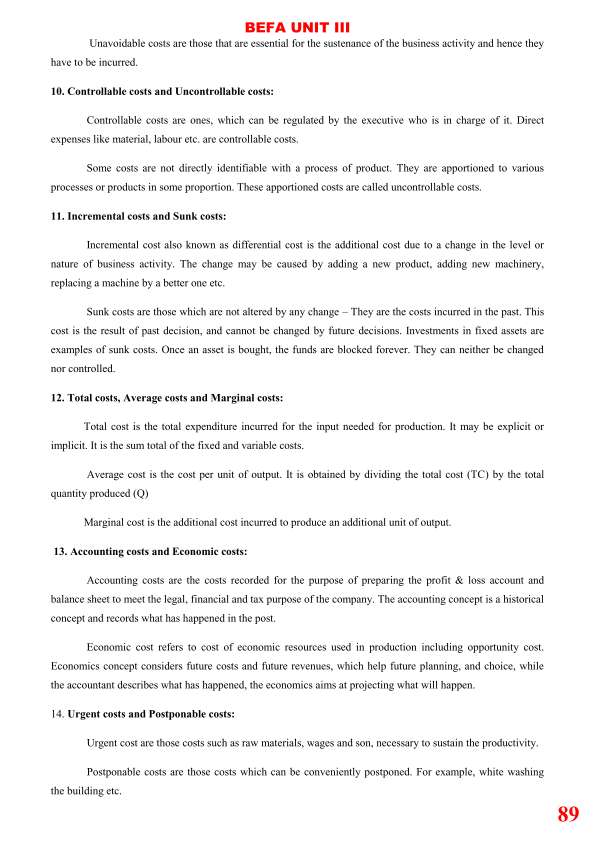 BEFA UNIT III
Unavoidable costs are those that are essential for the sustenance of the business activity and hence they
have to be incurred.
10. Controllable costs and Uncontrollable costs:
Controllable costs are ones, which can be regulated by the executive who is in charge of it. Direct
expenses like material, labour etc. are controllable costs.
Some costs are not directly identifiable with a process of product. They are apportioned to various
processes or products in some proportion. These apportioned costs are called uncontrollable costs.
11. Incremental costs and Sunk costs:
Incremental cost also known as differential cost is the additional cost due to a change in the level or
nature of business activity. The change may be caused by adding a new product, adding new machinery,
replacing a machine by a better one etc.
Sunk costs are those which are not altered by any change – They are the costs incurred in the past. This
cost is the result of past decision, and cannot be changed by future decisions. Investments in fixed assets are
examples of sunk costs. Once an asset is bought, the funds are blocked forever. They can neither be changed
nor controlled.
12. Total costs, Average costs and Marginal costs:
Total cost is the total expenditure incurred for the input needed for production. It may be explicit or
implicit. It is the sum total of the fixed and variable costs.
Average cost is the cost per unit of output. It is obtained by dividing the total cost (TC) by the total
quantity produced (Q)
Marginal cost is the additional cost incurred to produce an additional unit of output.
13. Accounting costs and Economic costs:
Accounting costs are the costs recorded for the purpose of preparing the profit & loss account and
balance sheet to meet the legal, financial and tax purpose of the company. The accounting concept is a historical
concept and records what has happened in the post.
Economic cost refers to cost of economic resources used in production including opportunity cost.
Economics concept considers future costs and future revenues, which help future planning, and choice, while
the accountant describes what has happened, the economics aims at projecting what will happen.
14. Urgent costs and Postponable costs:
Urgent cost are those costs such as raw materials, wages and son, necessary to sustain the productivity.
Postponable costs are those costs which can be conveniently postponed. For example, white washing
the building etc.
89